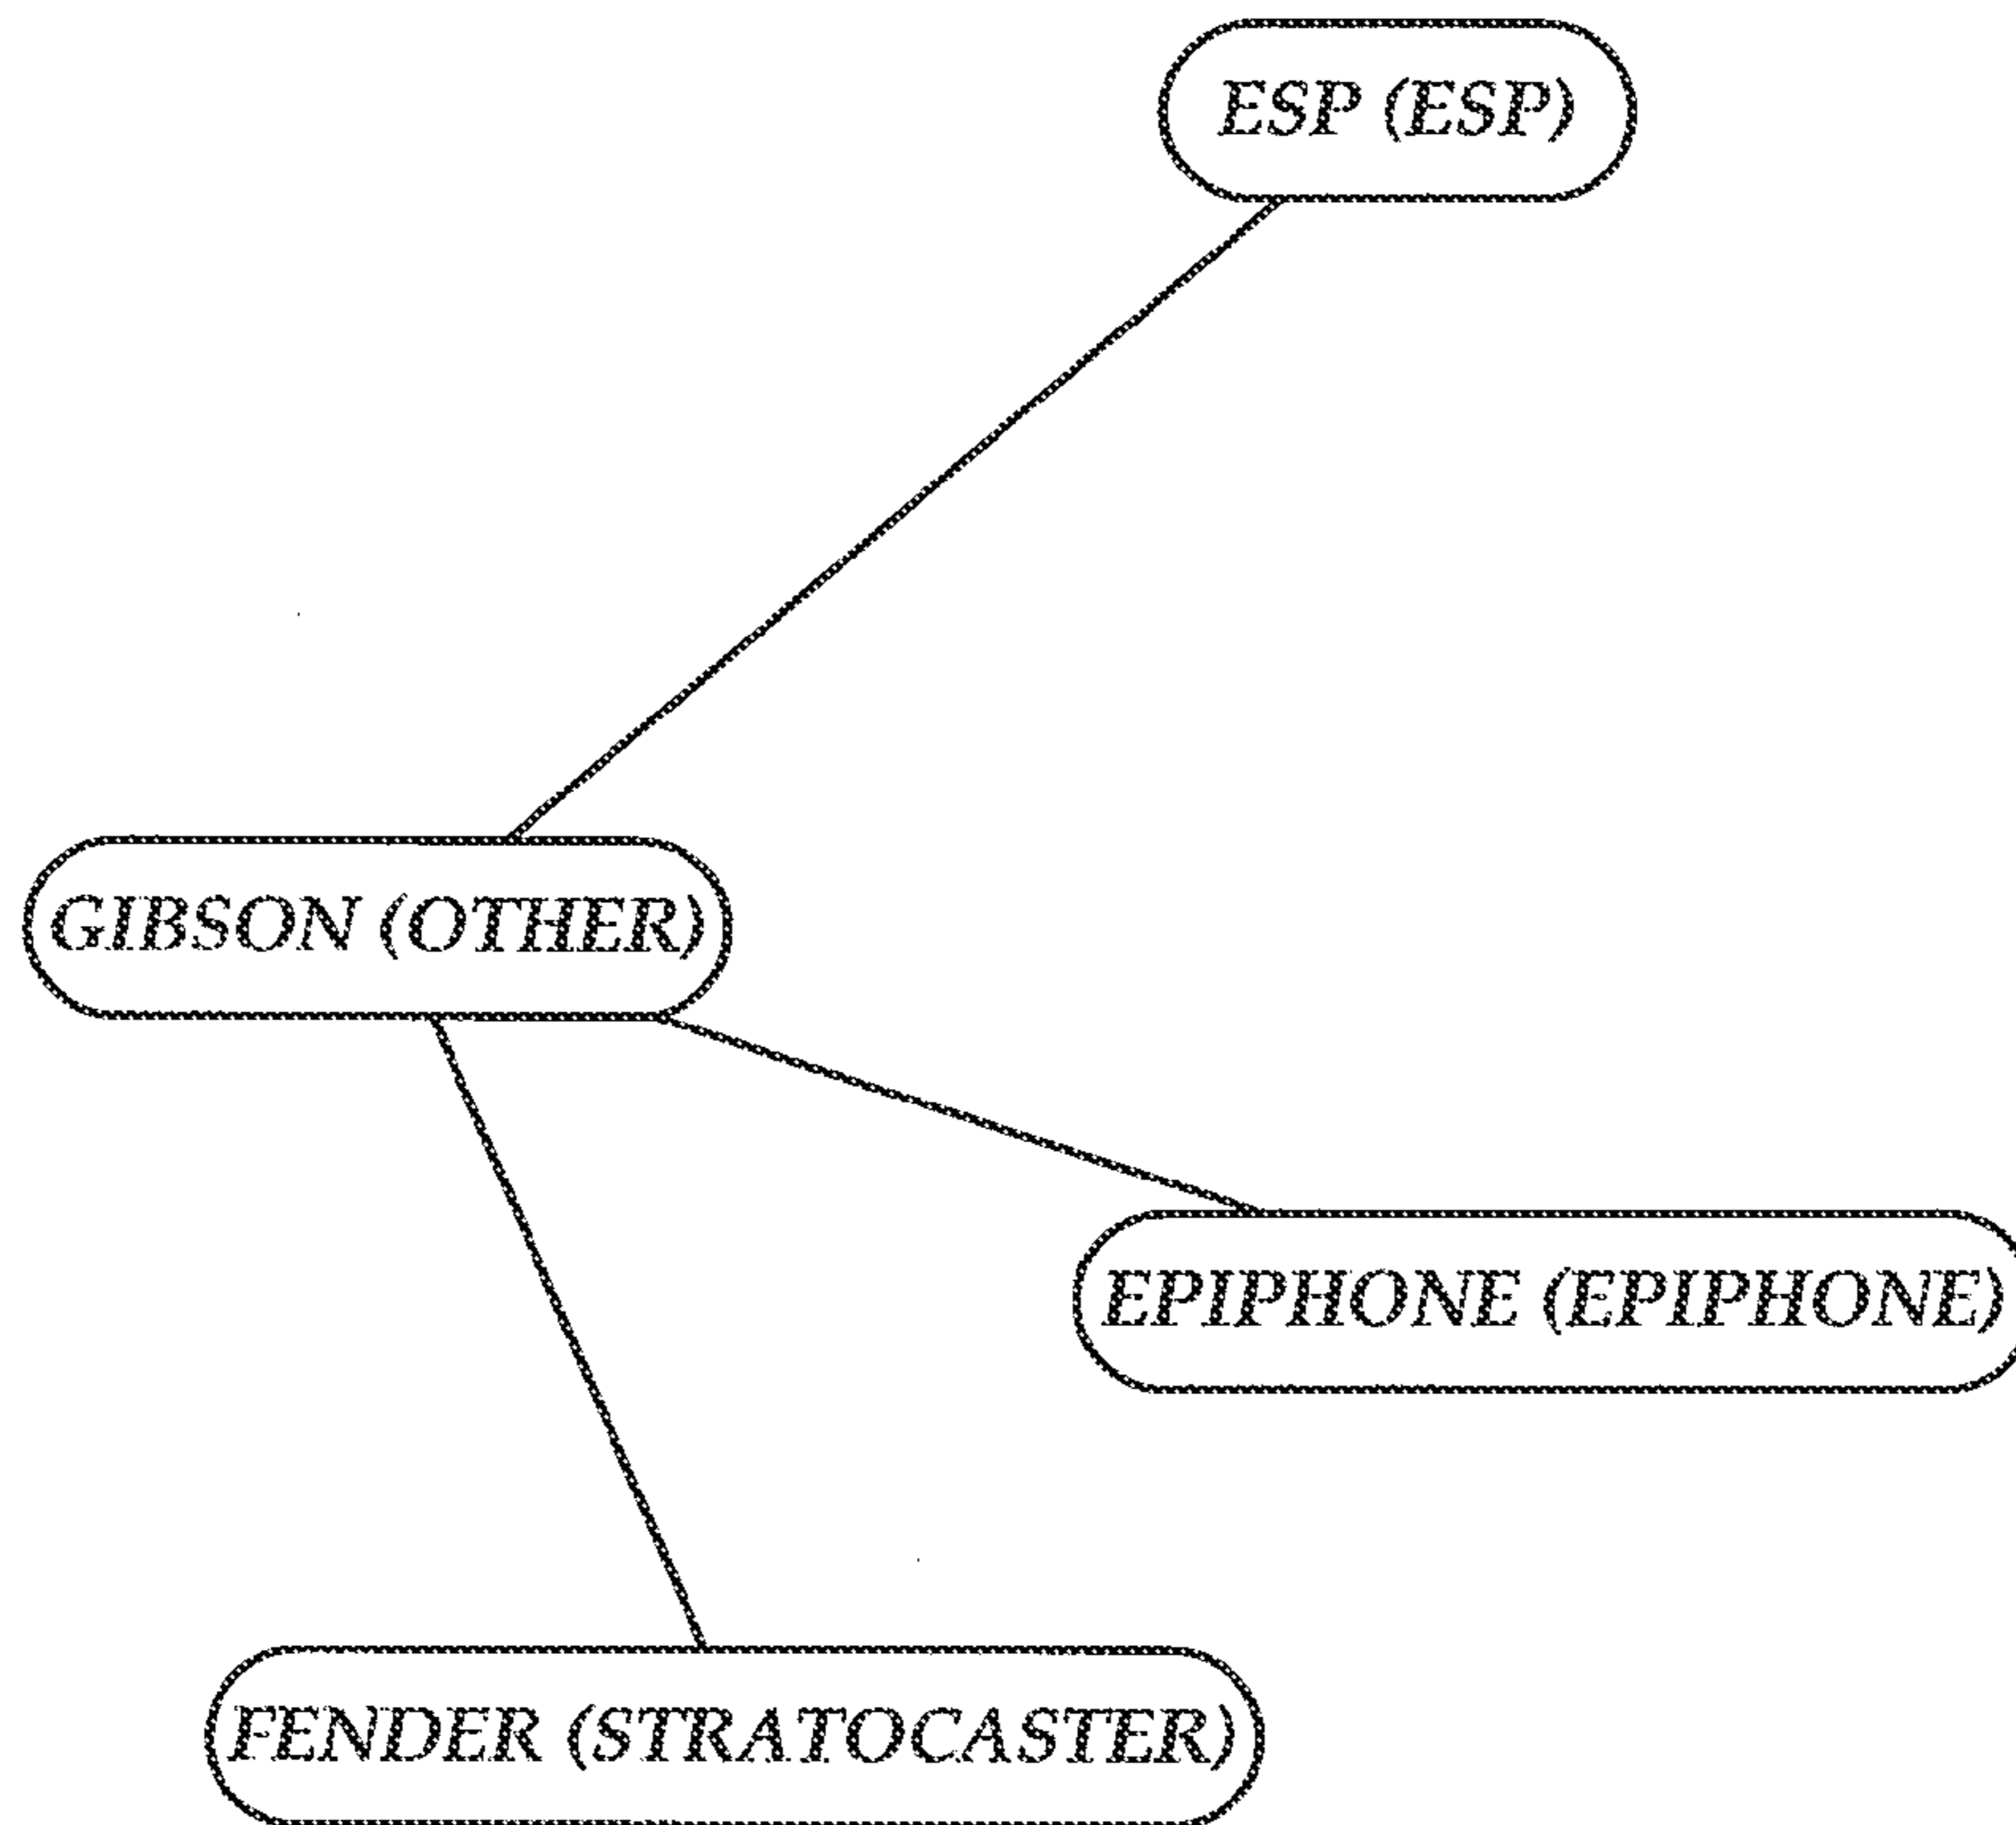 ESP (ESP)
GIBSON (OTHER)
EPIPHONE (EPIPHONE)
FENDER (STRATOCASTER)